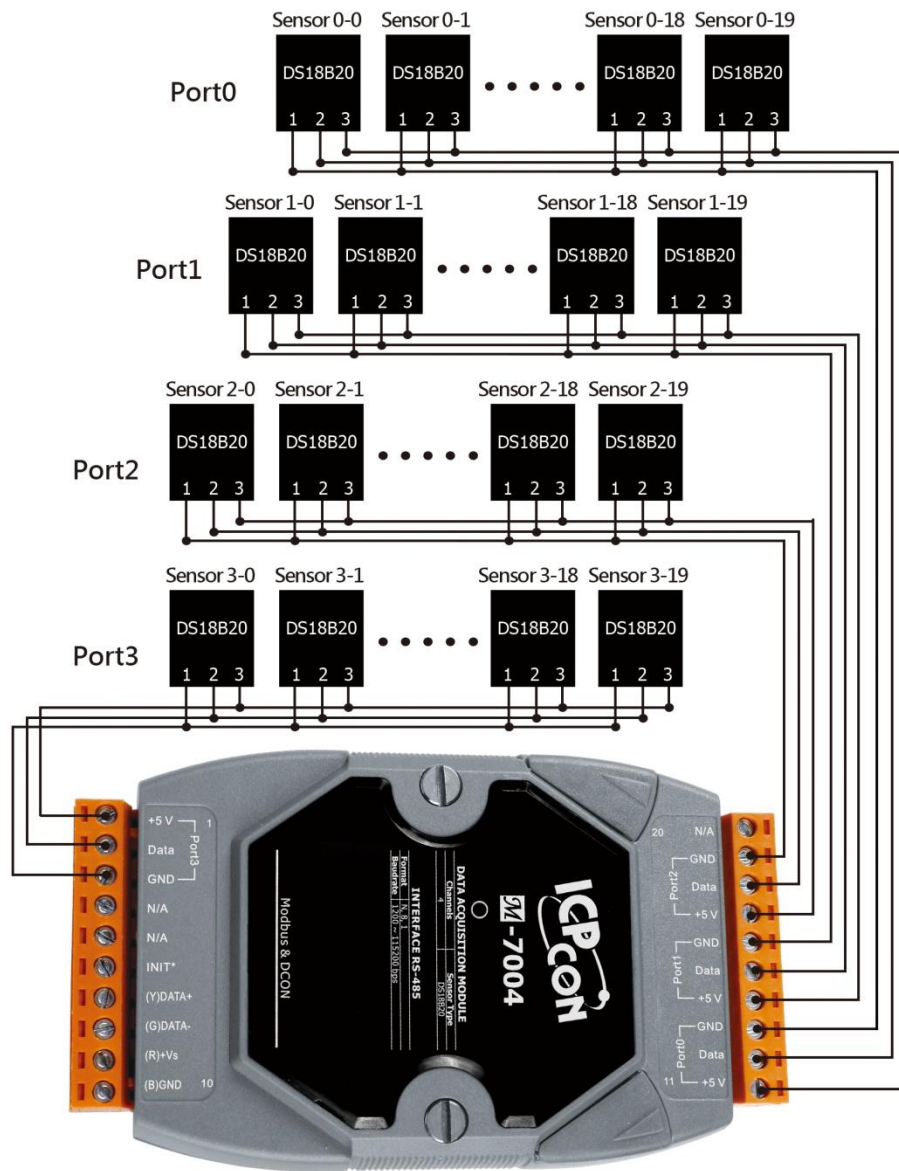 Sensor 0-0 Sensor 0-1 Sensor 0-18 Sensor 0-19
Port0
DS18B20 DS18B20 DS18B20 DS18B20
1 2 3 1 2 3 1 2 3 1 2 3
Sensor 1-0 Sensor 1-1 Sensor 1-18 Sensor 1-19
Port1
DS18B20 DS18B20 DS18B20 DS18B20
1 2 3 1 2 3 1 2 3 1 2 3
Sensor 2-0 Sensor 2-1 Sensor 2-18 Sensor 2-19
Port2
DS18B20 DS18B20 DS18B20 DS18B20
1 2 3 1 2 3 1 2 3 1 2 3
Sensor 3-0 Sensor 3-1 Sensor 3-18 Sensor 3-19
Port3
DS18B20 DS18B20 DS18B20 DS18B20
1 2 3 1 2 3 1 2 3 1 2 3
+5 V 1
Data
GND
Port3
N/A
N/A
INIT*
(Y)DATA+
(G)DATA-
(R)+Vs
(B)GND 10
Modbus & DCON
ICP CON
M-7004
DATA ACQUISITION MODULE
Channels 4
Sensor Type DS18B20
INTERFACE RS-485
Format N, 8, 1
Baudrate 1200 ~ 115200 bps
20 N/A
GND
Data
+5 V
Port2
GND
Data
+5 V
Port1
GND
Data
11 +5 V
Port0